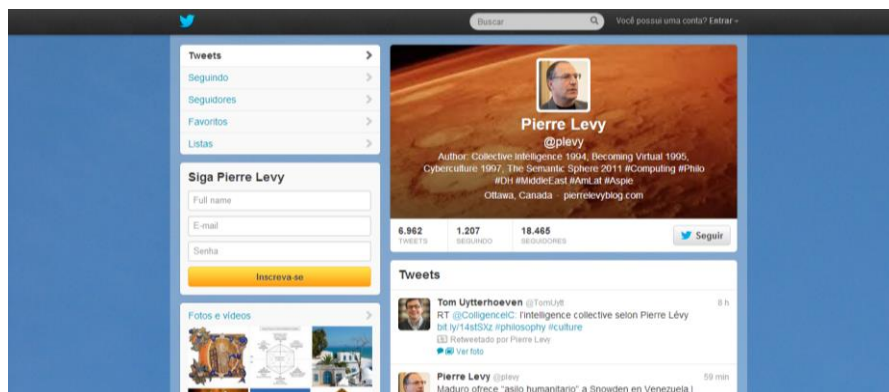 Buscar
Você possui uma conta? Entrar
Tweets
Seguindo
Seguidores
Favoritos
Listas
Siga Pierre Levy
Full name
E-mail
Senha
Inscreva-se
Fotos e vídeos
Pierre Levy
@plevy
Author: Collective Intelligence 1994, Becoming Virtual 1995,
Cyberculture 1997, The Semantic Sphere 2011 #Computing #Philo
#DH #MiddleEast #AmLat #Aspie
Ottawa, Canada · pierrelevyblog.com
6.962 1.207 18.465
TWEETS SEGUINDO SEGUIDORES
Seguir
Tweets
Tom Uytterhoeven @TomUytt 8 h
RT @ColligenceIC: l'intelligence collective selon Pierre Lévy
bit.ly/14stSXz #philosophy #culture
Retweetado por Pierre Levy
Ver foto
Pierre Levy @plevy 59 min
Maduro ofrece "asilo humanitario" a Snowden en Venezuela |